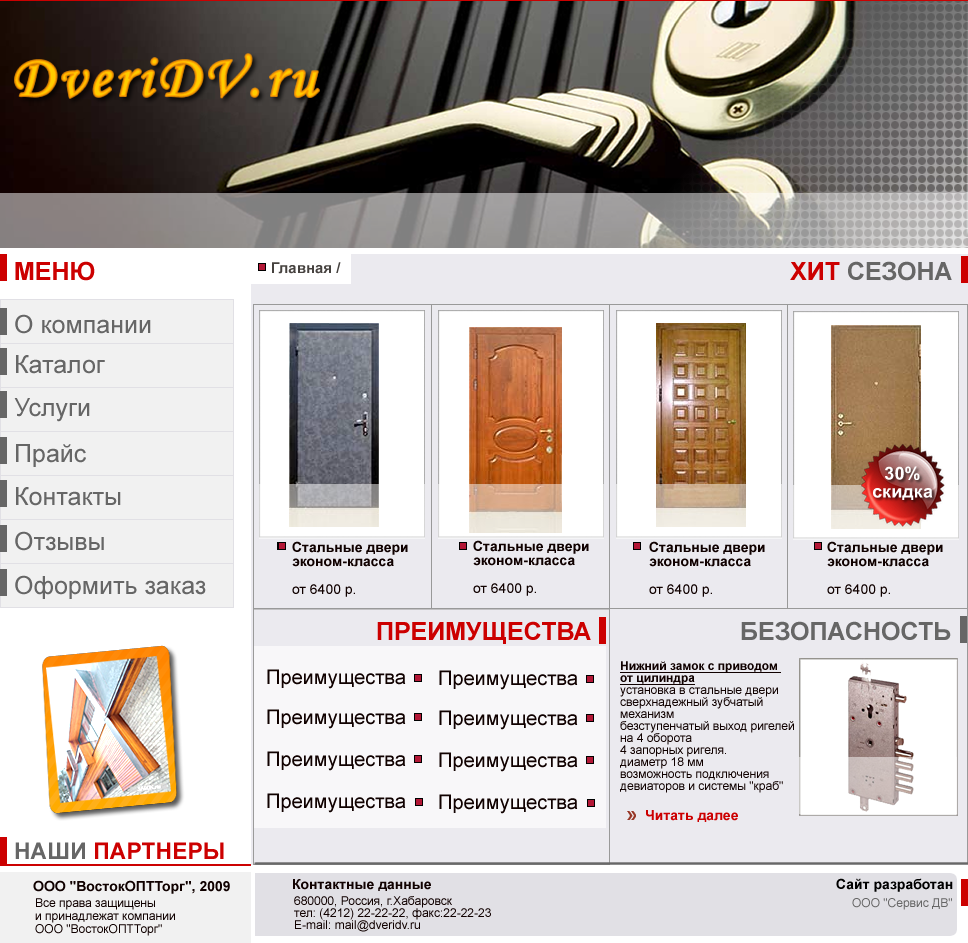 DveriDV.ru
МЕНЮ
О компании
Каталог
Услуги
Прайс
Контакты
Отзывы
Оформить заказ
Главная /
ХИТ СЕЗОНА
30%
скидка
Стальные двери
эконом-класса
от 6400 р.
Стальные двери
эконом-класса
от 6400 р.
Стальные двери
эконом-класса
от 6400 р.
Стальные двери
эконом-класса
от 6400 р.
ПРЕИМУЩЕСТВА
Преимущества Преимущества
Преимущества Преимущества
Преимущества Преимущества
Преимущества Преимущества
БЕЗОПАСНОСТЬ
Нижний замок с приводом
от цилиндра
установка в стальные двери
сверхнадежный зубчатый
механизм
безступенчатый выход ригелей
на 4 оборота
4 запорных ригеля.
диаметр 18 мм
возможность подключения
девиаторов и системы "краб"
» Читать далее
НАШИ ПАРТНЕРЫ
ООО "ВостокОПТТорг", 2009
Все права защищены
и принадлежат компании
ООО "ВостокОПТТорг"
Контактные данные
680000, Россия, г.Хабаровск
тел: (4212) 22-22-22, факс:22-22-23
E-mail: mail@dveridv.ru
Сайт разработан
ООО "Сервис ДВ"